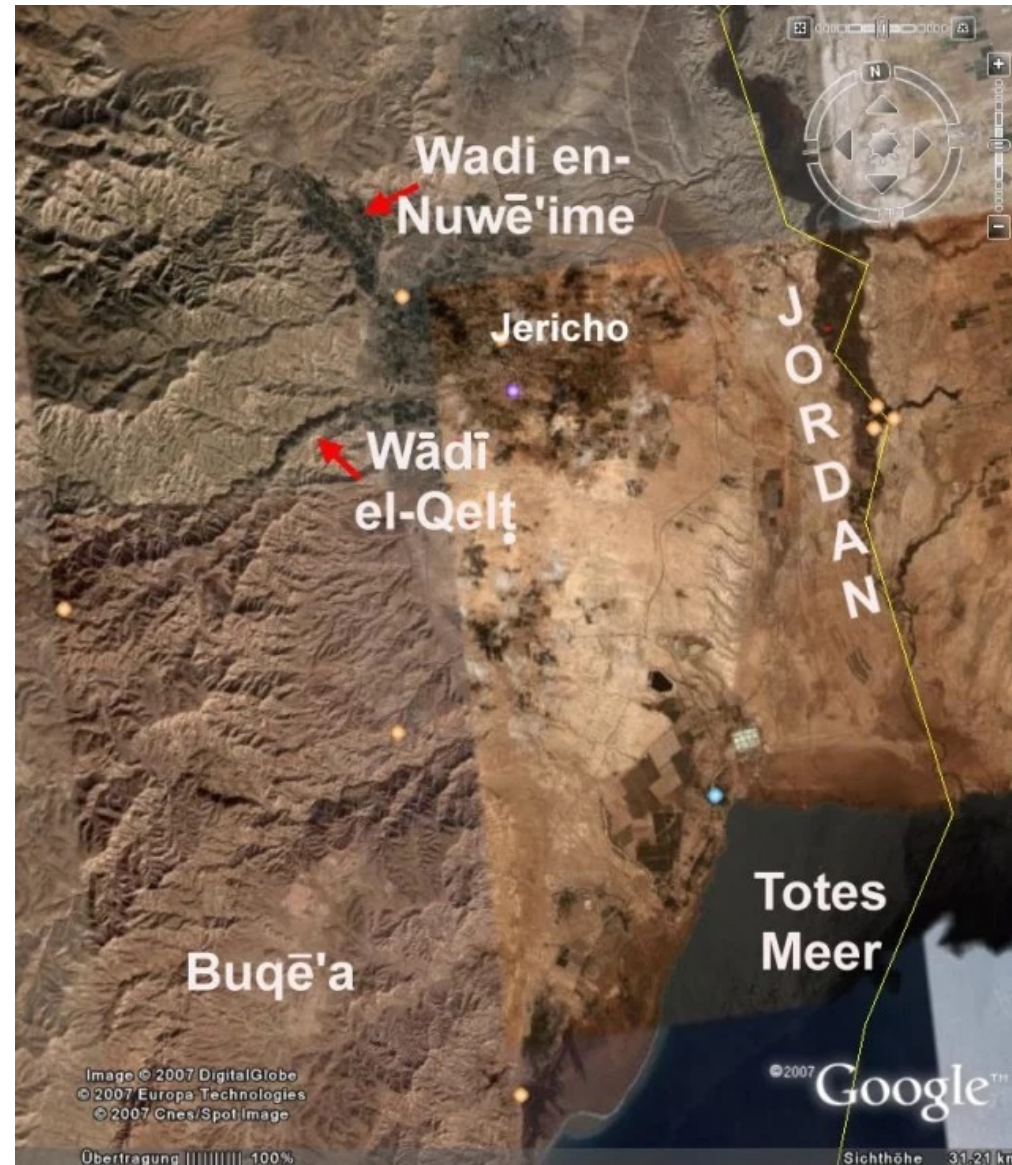 N
Wadi en-
Nuwē'ime
Jericho
JORDAN
Wādī
el-Qelṭ
Totes
Meer
Buqē'a
Image © 2007 DigitalGlobe
© 2007 Europa Technologies
© 2007 Cnes/Spot Image
©2007 Google™
Übertragung |||||||||| 100%
Sichthöhe 31.21 km